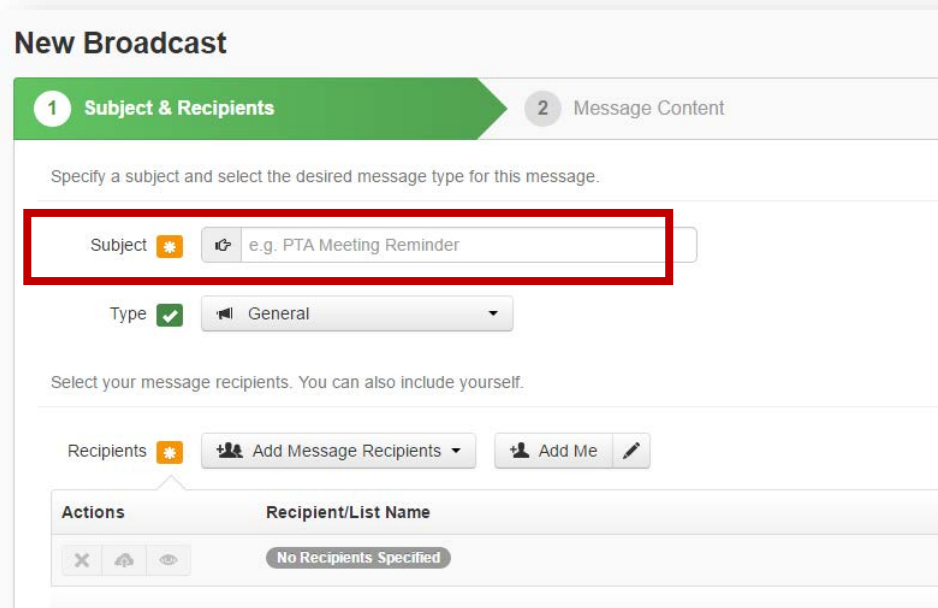 New Broadcast
1 Subject & Recipients 2 Message Content
Specify a subject and select the desired message type for this message.
Subject e.g. PTA Meeting Reminder
Type General
Select your message recipients. You can also include yourself.
Recipients Add Message Recipients Add Me
Actions Recipient/List Name
No Recipients Specified